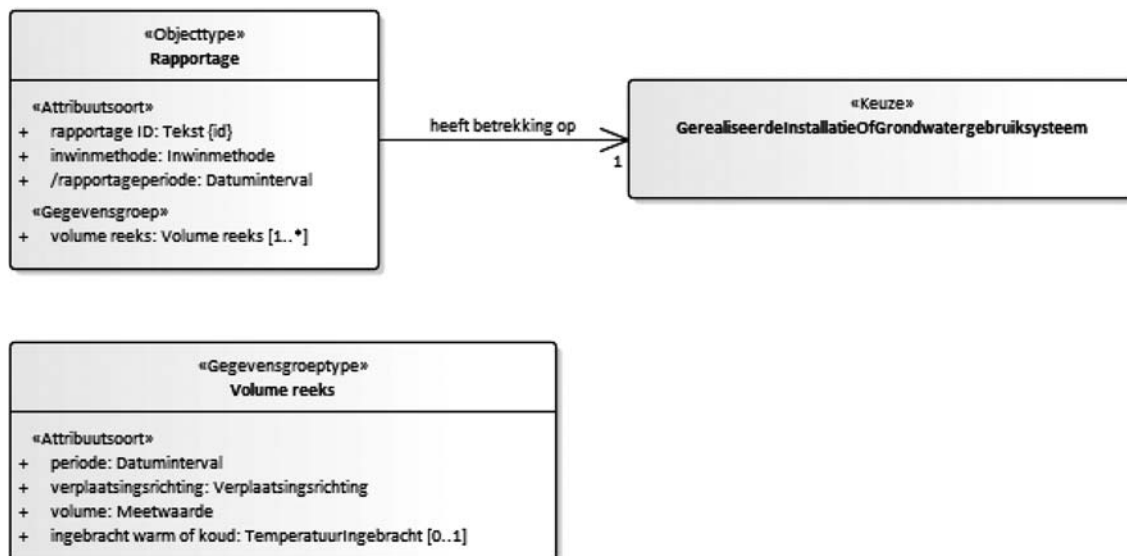 «Objecttype»
Rapportage
«Attribuutsoort»
+ rapportage ID: Tekst {id}
+ inwinmethode: Inwinmethode
+ /rapportageperiode: Datuminterval
«Gegevensgroep»
+ volume reeks: Volume reeks [1..*]
heeft betrekking op
1
«Keuze»
GerealiseerdeInstallatieOfGrondwatergebruiksysteem
«Gegevensgroeptype»
Volume reeks
«Attribuutsoort»
+ periode: Datuminterval
+ verplaatsingsrichting: Verplaatsingsrichting
+ volume: Meetwaarde
+ ingebracht warm of koud: TemperatuurIngebracht [0..1]